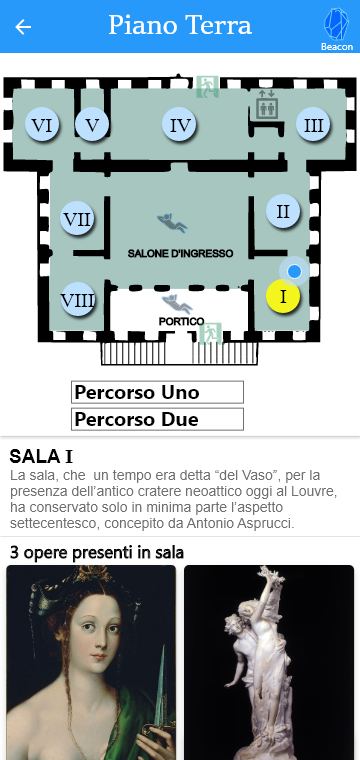 Piano Terra
Beacon
VI
V
IV
III
VII
II
SALONE D'INGRESSO
VIII
I
PORTICO
Percorso Uno
Percorso Due
SALA I
La sala, che un tempo era detta “del Vaso”, per la
presenza dell’antico cratere neoattico oggi al Louvre,
ha conservato solo in minima parte l’aspetto
settecentesco, concepito da Antonio Asprucci.
3 opere presenti in sala